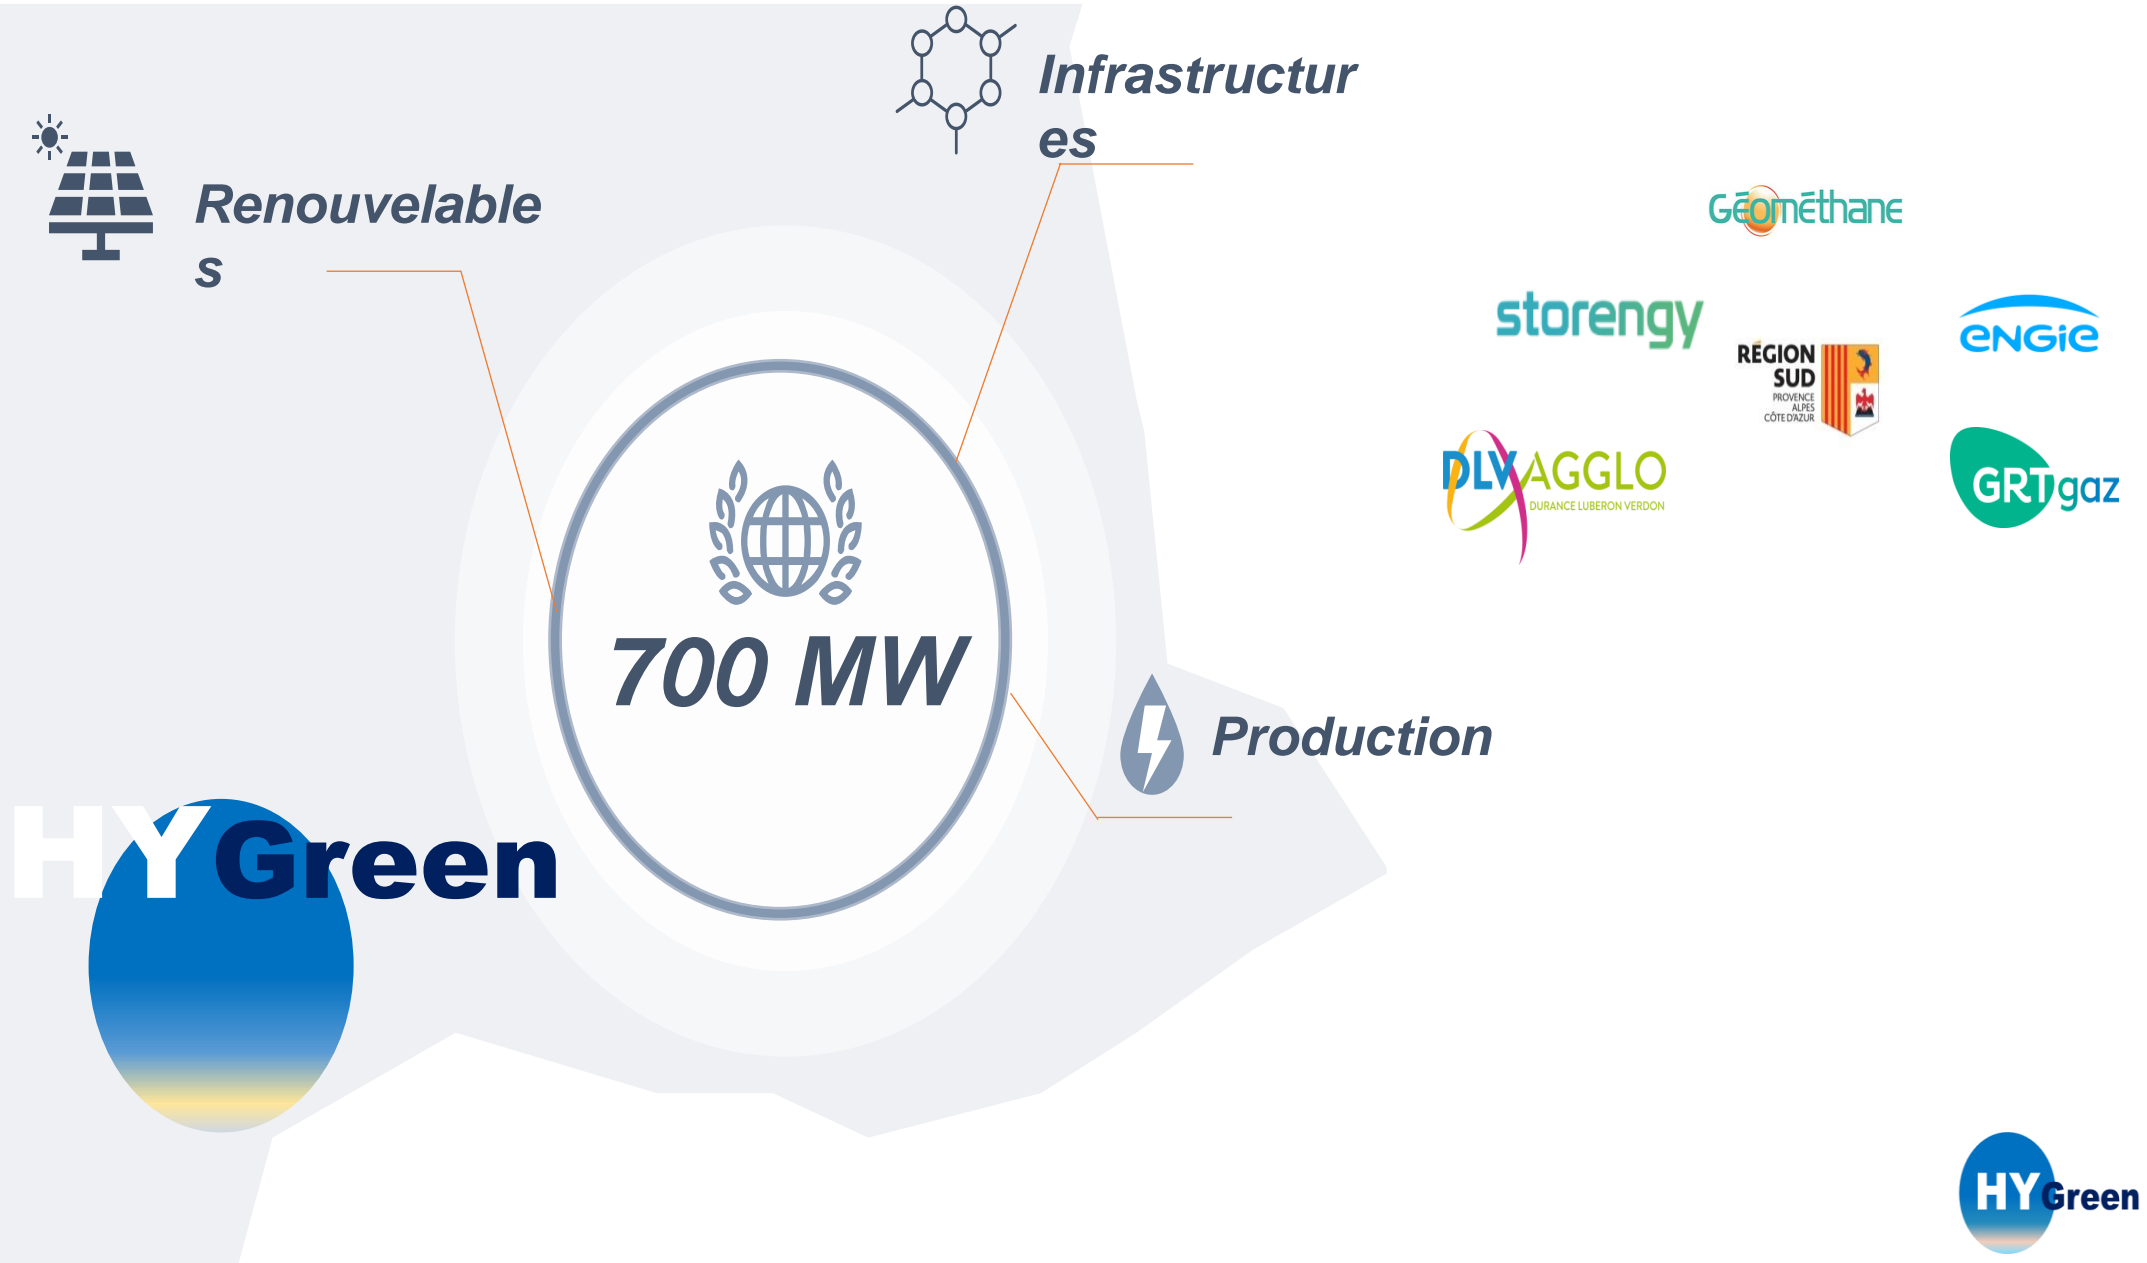 Infrastructur
es
Renouvelable
s
Géométhane
storengy
ENGIE
RÉGION
SUD
PROVENCE
ALPES
CÔTE D'AZUR
DLVAGGLO
DURANCE LUBERON VERDON
GRTgaz
700 MW
Production
HYGreen
HYGreen